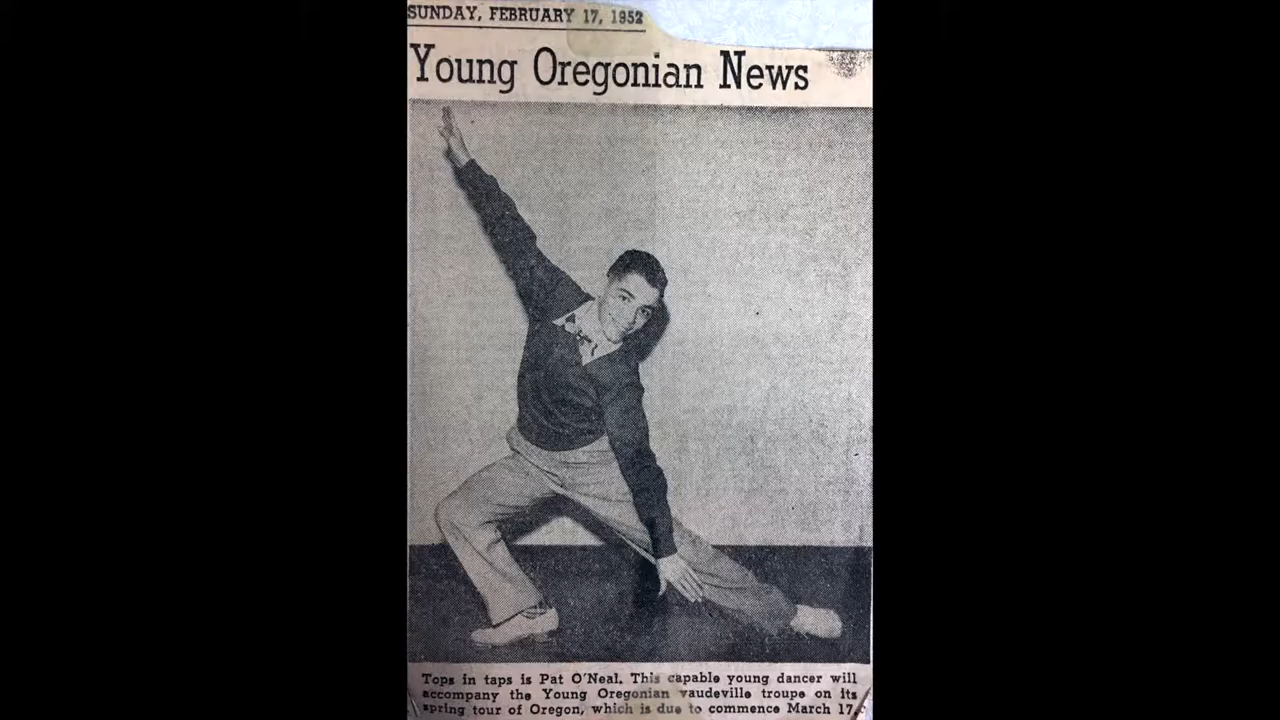 SUNDAY, FEBRUARY 17, 1952
Young Oregonian News
Tops in taps is Pat O'Neal. This capable young dancer will
accompany the Young Oregonian vaudeville troupe on its
spring tour of Oregon, which is due to commence March 17.